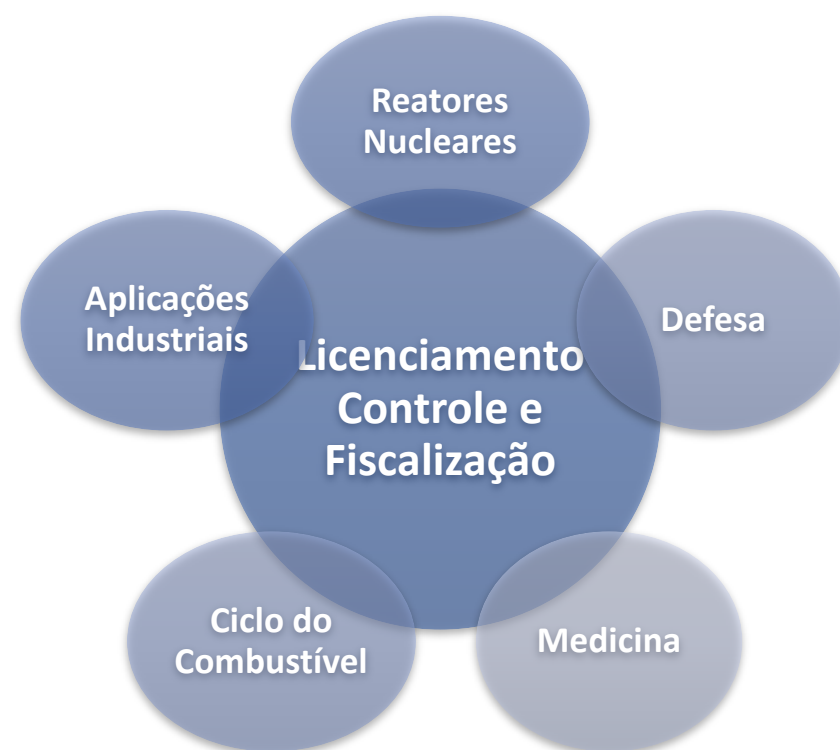 Reatores
Nucleares
Aplicações
Industriais
Defesa
Licenciamento
Controle e
Fiscalização
Ciclo do
Combustível
Medicina